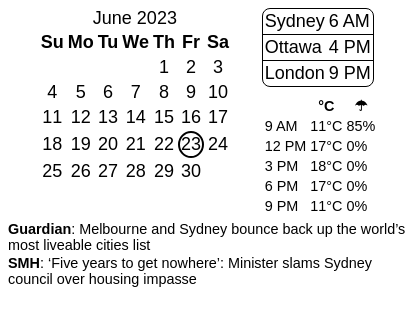 June 2023
Su Mo Tu We Th Fr Sa
1 2 3
4 5 6 7 8 9 10
11 12 13 14 15 16 17
18 19 20 21 22 23 24
25 26 27 28 29 30
Sydney 6 AM
Ottawa 4 PM
London 9 PM
°C ☂
9 AM 11°C 85%
12 PM 17°C 0%
3 PM 18°C 0%
6 PM 17°C 0%
9 PM 11°C 0%
Guardian: Melbourne and Sydney bounce back up the world’s
most liveable cities list
SMH: ‘Five years to get nowhere’: Minister slams Sydney
council over housing impasse